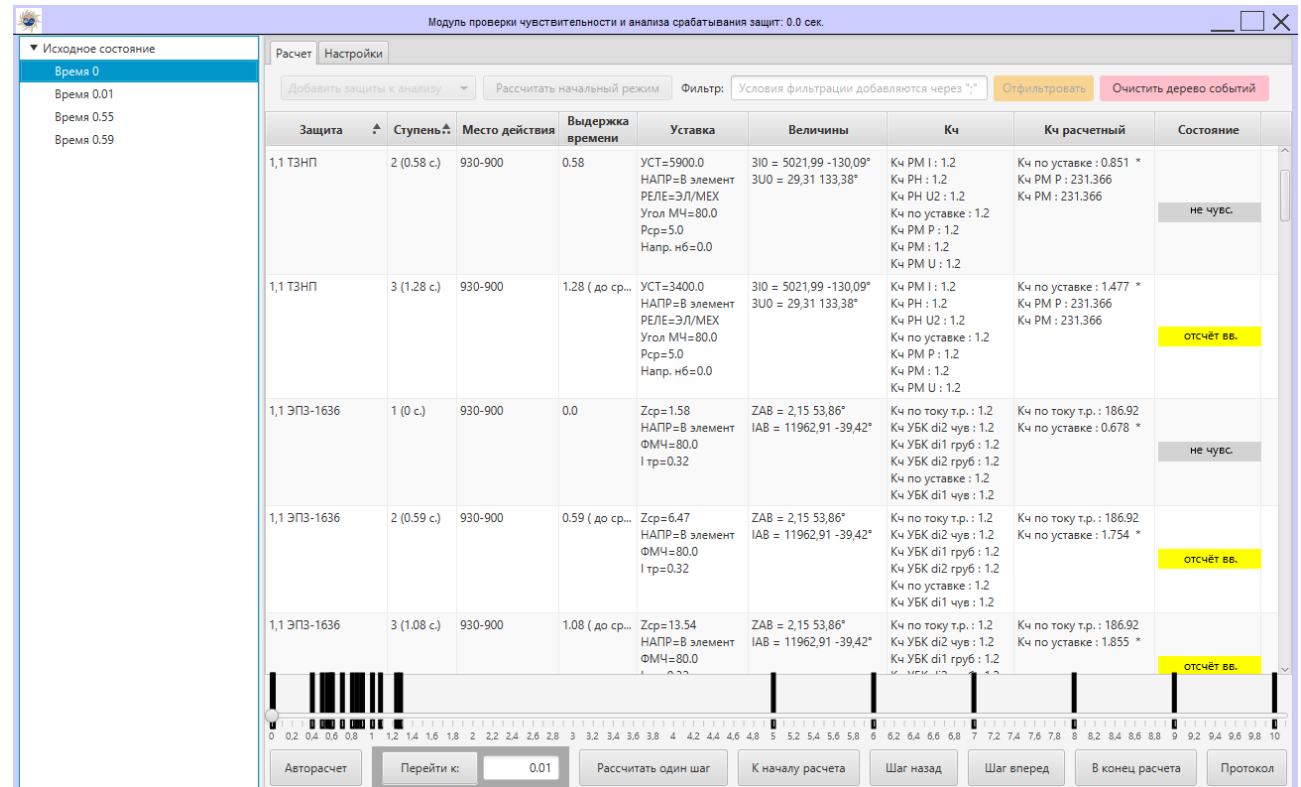 Модуль проверки чувствительности и анализа срабатывания защит: 0.0 сек.
Исходное состояние
Время 0
Время 0.01
Время 0.55
Время 0.59
Расчет Настройки
Добавить защиты к анализу Рассчитать начальный режим Фильтр: Условия фильтрации добавляются через ";" Отфильтровать Очистить дерево событий
Защита Ступень Место действия Выдержка времени Уставка Величины Кч Кч расчетный Состояние
1,1 ТЗНП 2 (0.58 с.) 930-900 0.58 УСТ=5900.0 3I0 = 5021,99 -130,09° Кч РМ I : 1.2 Кч по уставке : 0.851 *
НАПР=В элемент 3U0 = 29,31 133,38° Кч РН : 1.2 Кч РМ Р : 231.366
РЕЛЕ=ЭЛ/МЕХ Кч РН U2 : 1.2 Кч РМ : 231.366
Угол МЧ=80.0 Кч по уставке : 1.2
Рср=5.0 Кч РМ Р : 1.2
Напр. нб=0.0 Кч РМ : 1.2
Кч РМ U : 1.2
не чувс.
1,1 ТЗНП 3 (1.28 с.) 930-900 1.28 ( до ср... УСТ=3400.0 3I0 = 5021,99 -130,09° Кч РМ I : 1.2 Кч по уставке : 1.477 *
НАПР=В элемент 3U0 = 29,31 133,38° Кч РН : 1.2 Кч РМ Р : 231.366
РЕЛЕ=ЭЛ/МЕХ Кч РН U2 : 1.2 Кч РМ : 231.366
Угол МЧ=80.0 Кч по уставке : 1.2
Рср=5.0 Кч РМ Р : 1.2
Напр. нб=0.0 Кч РМ : 1.2
Кч РМ U : 1.2
отсчёт вв.
1,1 ЭПЗ-1636 1 (0 с.) 930-900 0.0 Zср=1.58 ZAB = 2,15 53,86° Кч по току т.р. : 1.2 Кч по току т.р. : 186.92
НАПР=В элемент IAB = 11962,91 -39,42° Кч УБК di2 чув : 1.2 Кч по уставке : 0.678 *
ФМЧ=80.0 Кч УБК di1 груб : 1.2
I тр=0.32 Кч УБК di2 груб : 1.2
Кч по уставке : 1.2
Кч УБК di1 чув : 1.2
не чувс.
1,1 ЭПЗ-1636 2 (0.59 с.) 930-900 0.59 ( до ср... Zср=6.47 ZAB = 2,15 53,86° Кч по току т.р. : 1.2 Кч по току т.р. : 186.92
НАПР=В элемент IAB = 11962,91 -39,42° Кч УБК di2 чув : 1.2 Кч по уставке : 1.754 *
ФМЧ=80.0 Кч УБК di1 груб : 1.2
I тр=0.32 Кч УБК di2 груб : 1.2
Кч по уставке : 1.2
Кч УБК di1 чув : 1.2
отсчёт вв.
1,1 ЭПЗ-1636 3 (1.08 с.) 930-900 1.08 ( до ср... Zср=13.54 ZAB = 2,15 53,86° Кч по току т.р. : 1.2 Кч по току т.р. : 186.92
НАПР=В элемент IAB = 11962,91 -39,42° Кч УБК di2 чув : 1.2 Кч по уставке : 1.855 *
ФМЧ=80.0 Кч УБК di1 груб : 1.2
отсчёт вв.
0 0,2 0,4 0,6 0,8 1 1,2 1,4 1,6 1,8 2 2,2 2,4 2,6 2,8 3 3,2 3,4 3,6 3,8 4 4,2 4,4 4,6 4,8 5 5,2 5,4 5,6 5,8 6 6,2 6,4 6,6 6,8 7 7,2 7,4 7,6 7,8 8 8,2 8,4 8,6 8,8 9 9,2 9,4 9,6 9,8 10
Авторасчет Перейти к: 0.01 Рассчитать один шаг К началу расчета Шаг назад Шаг вперед В конец расчета Протокол